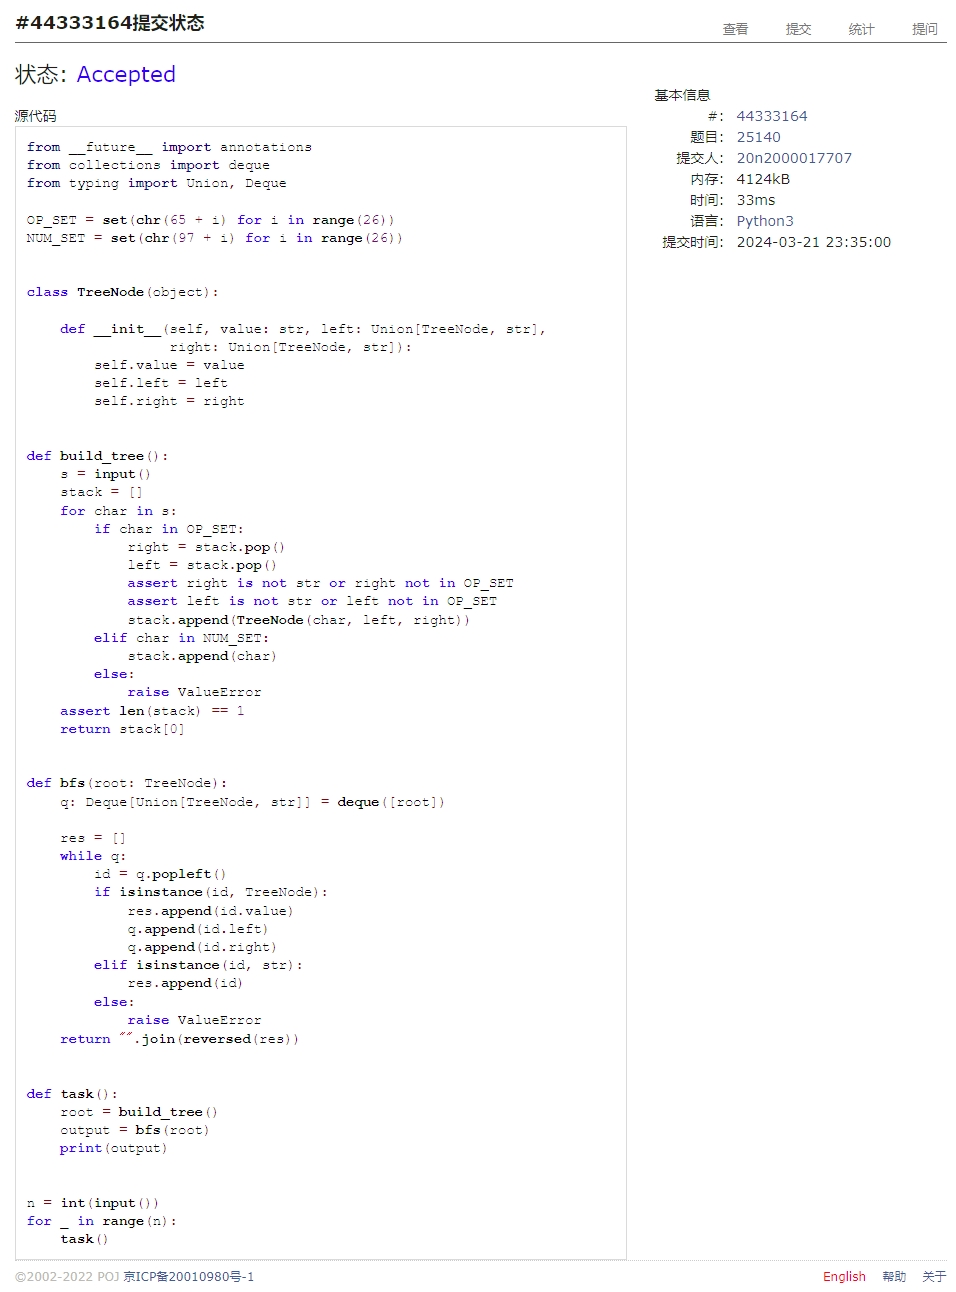 #44333164提交状态
查看 提交 统计 提问
状态: Accepted
源代码
from __future__ import annotations
from collections import deque
from typing import Union, Deque

OP_SET = set(chr(65 + i) for i in range(26))
NUM_SET = set(chr(97 + i) for i in range(26))


class TreeNode(object):

    def __init__(self, value: str, left: Union[TreeNode, str],
                 right: Union[TreeNode, str]):
        self.value = value
        self.left = left
        self.right = right


def build_tree():
    s = input()
    stack = []
    for char in s:
        if char in OP_SET:
            right = stack.pop()
            left = stack.pop()
            assert right is not str or right not in OP_SET
            assert left is not str or left not in OP_SET
            stack.append(TreeNode(char, left, right))
        elif char in NUM_SET:
            stack.append(char)
        else:
            raise ValueError
    assert len(stack) == 1
    return stack[0]


def bfs(root: TreeNode):
    q: Deque[Union[TreeNode, str]] = deque([root])

    res = []
    while q:
        id = q.popleft()
        if isinstance(id, TreeNode):
            res.append(id.value)
            q.append(id.left)
            q.append(id.right)
        elif isinstance(id, str):
            res.append(id)
        else:
            raise ValueError
    return "".join(reversed(res))


def task():
    root = build_tree()
    output = bfs(root)
    print(output)


n = int(input())
for _ in range(n):
    task()
基本信息
#: 44333164
题目: 25140
提交人: 20n2000017707
内存: 4124kB
时间: 33ms
语言: Python3
提交时间: 2024-03-21 23:35:00
©2002-2022 POJ 京ICP备20010980号-1
English 帮助 关于